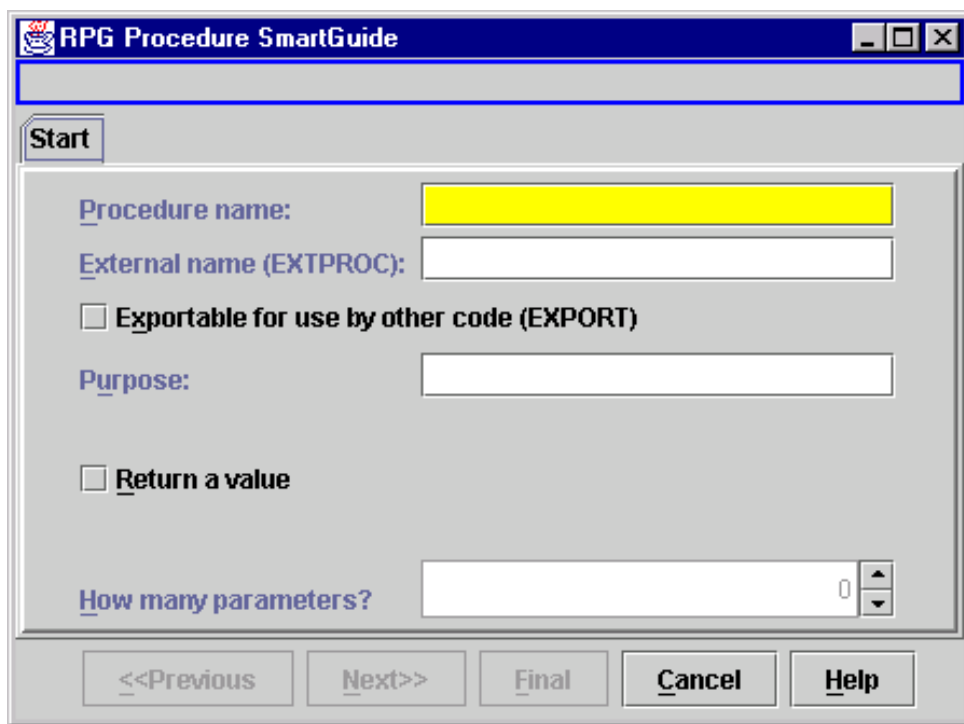 RPG Procedure SmartGuide
Start
Procedure name:
External name (EXTPROC):
Exportable for use by other code (EXPORT)
Purpose:
Return a value
How many parameters? 0
<<Previous Next>> Final Cancel Help